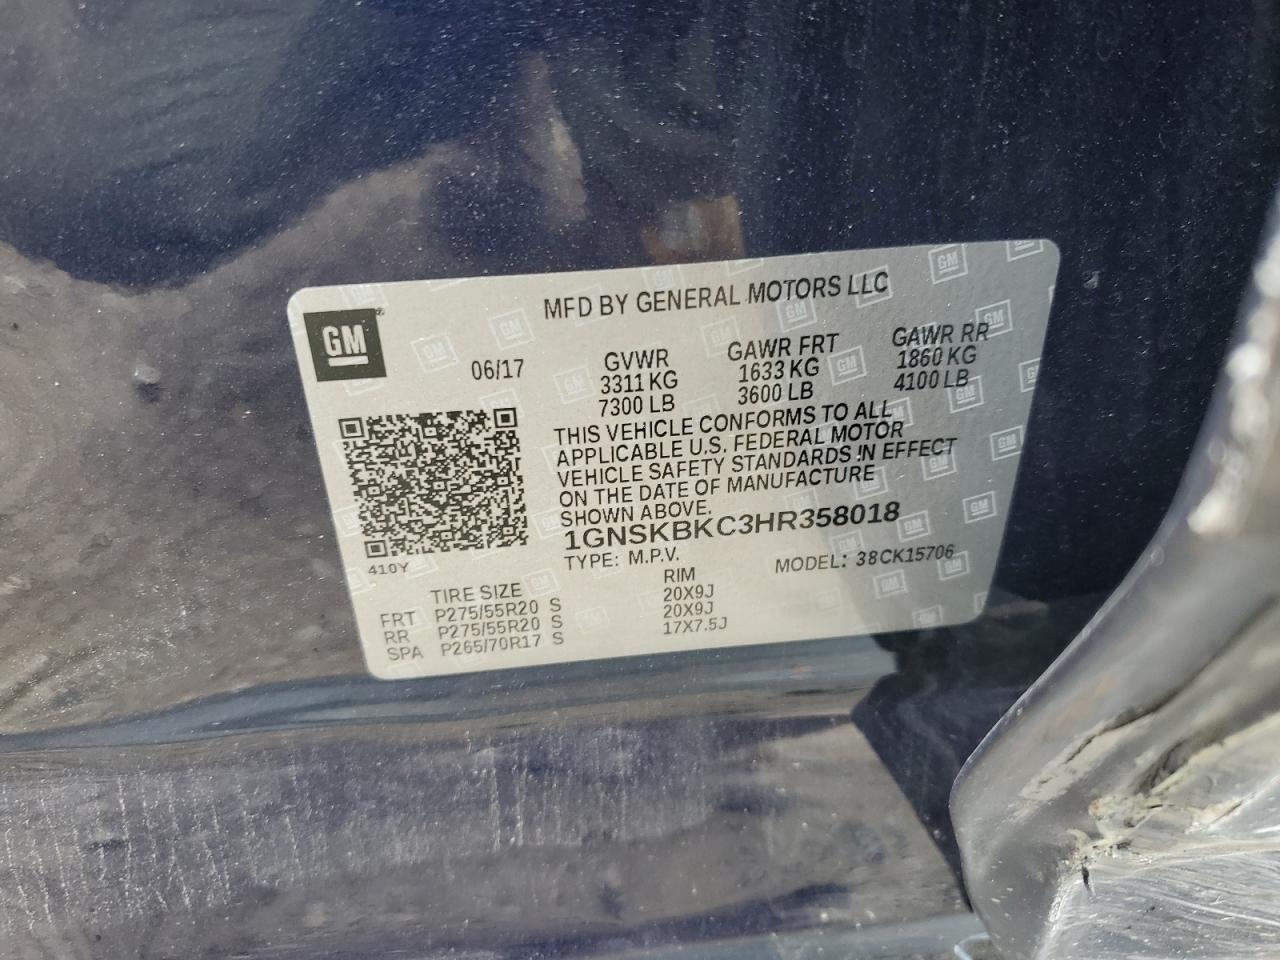 MFD BY GENERAL MOTORS LLC
GM
06/17
GVWR GAWR FRT GAWR RR
3311 KG 1633 KG 1860 KG
7300 LB 3600 LB 4100 LB
THIS VEHICLE CONFORMS TO ALL
APPLICABLE U.S. FEDERAL MOTOR
VEHICLE SAFETY STANDARDS IN EFFECT
ON THE DATE OF MANUFACTURE
SHOWN ABOVE.
1GNSKBKC3HR358018
TYPE: M.P.V. MODEL: 38CK15706
410Y
TIRE SIZE RIM
FRT P275/55R20 S 20X9J
RR P275/55R20 S 20X9J
SPA P265/70R17 S 17X7.5J